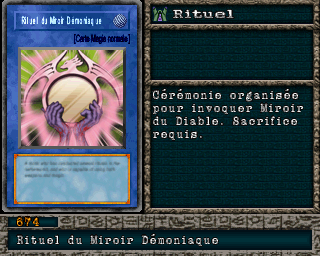 Rituel du Miroir Démoniaque
[Carte Magie normale]
Rituel
Cérémonie organisée
pour invoquer Miroir
du Diable. Sacrifice
requis.
674
Rituel du Miroir Démoniaque